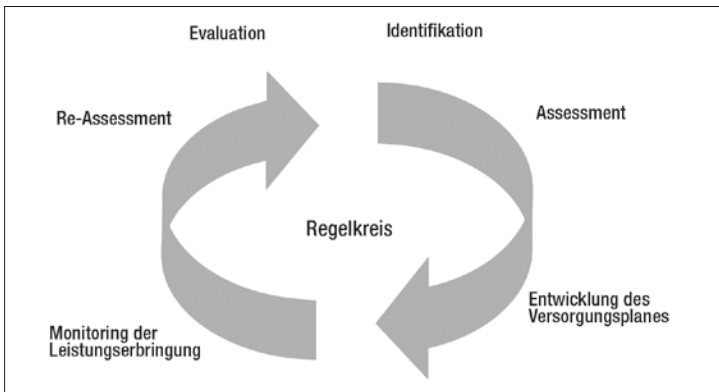 Evaluation
Identifikation
Re-Assessment
Assessment
Regelkreis
Entwicklung des
Versorgungsplanes
Monitoring der
Leistungserbringung